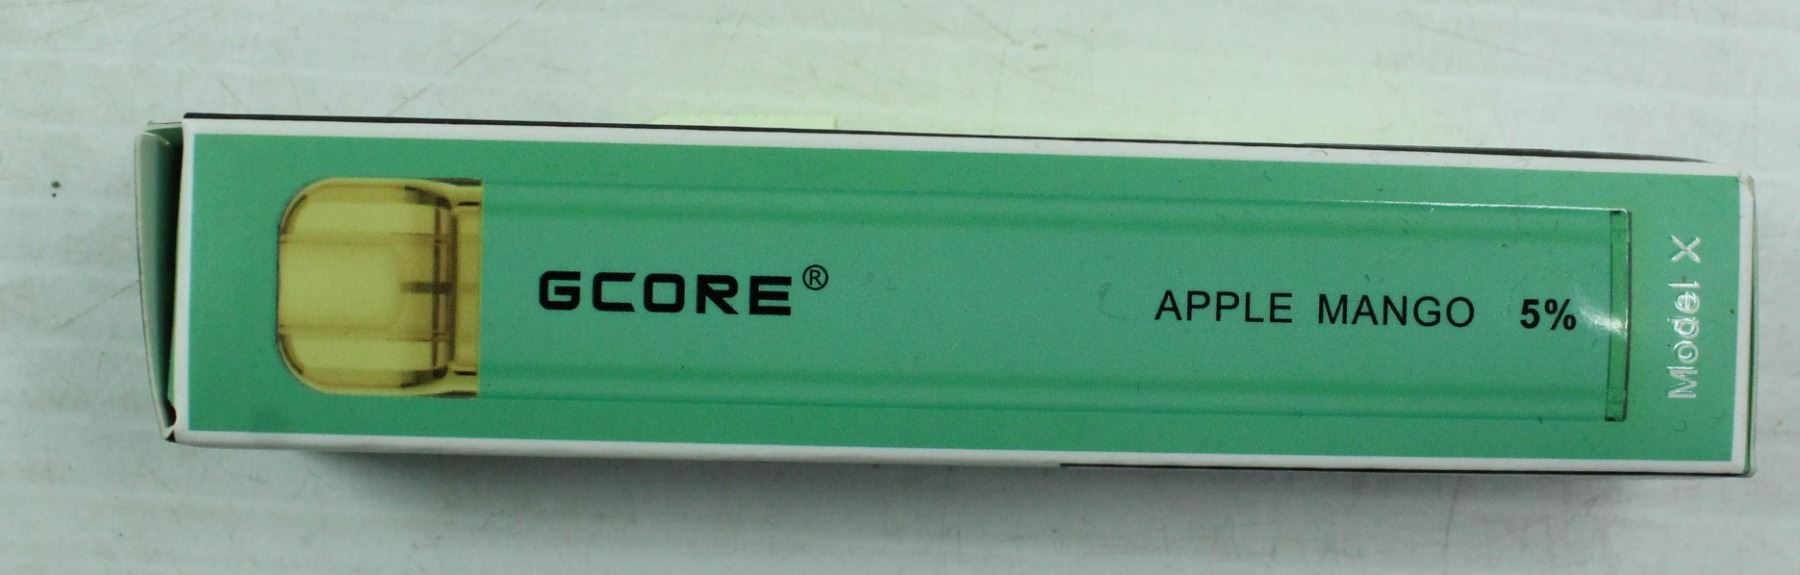 GCORE®
APPLE MANGO 5%
Model X